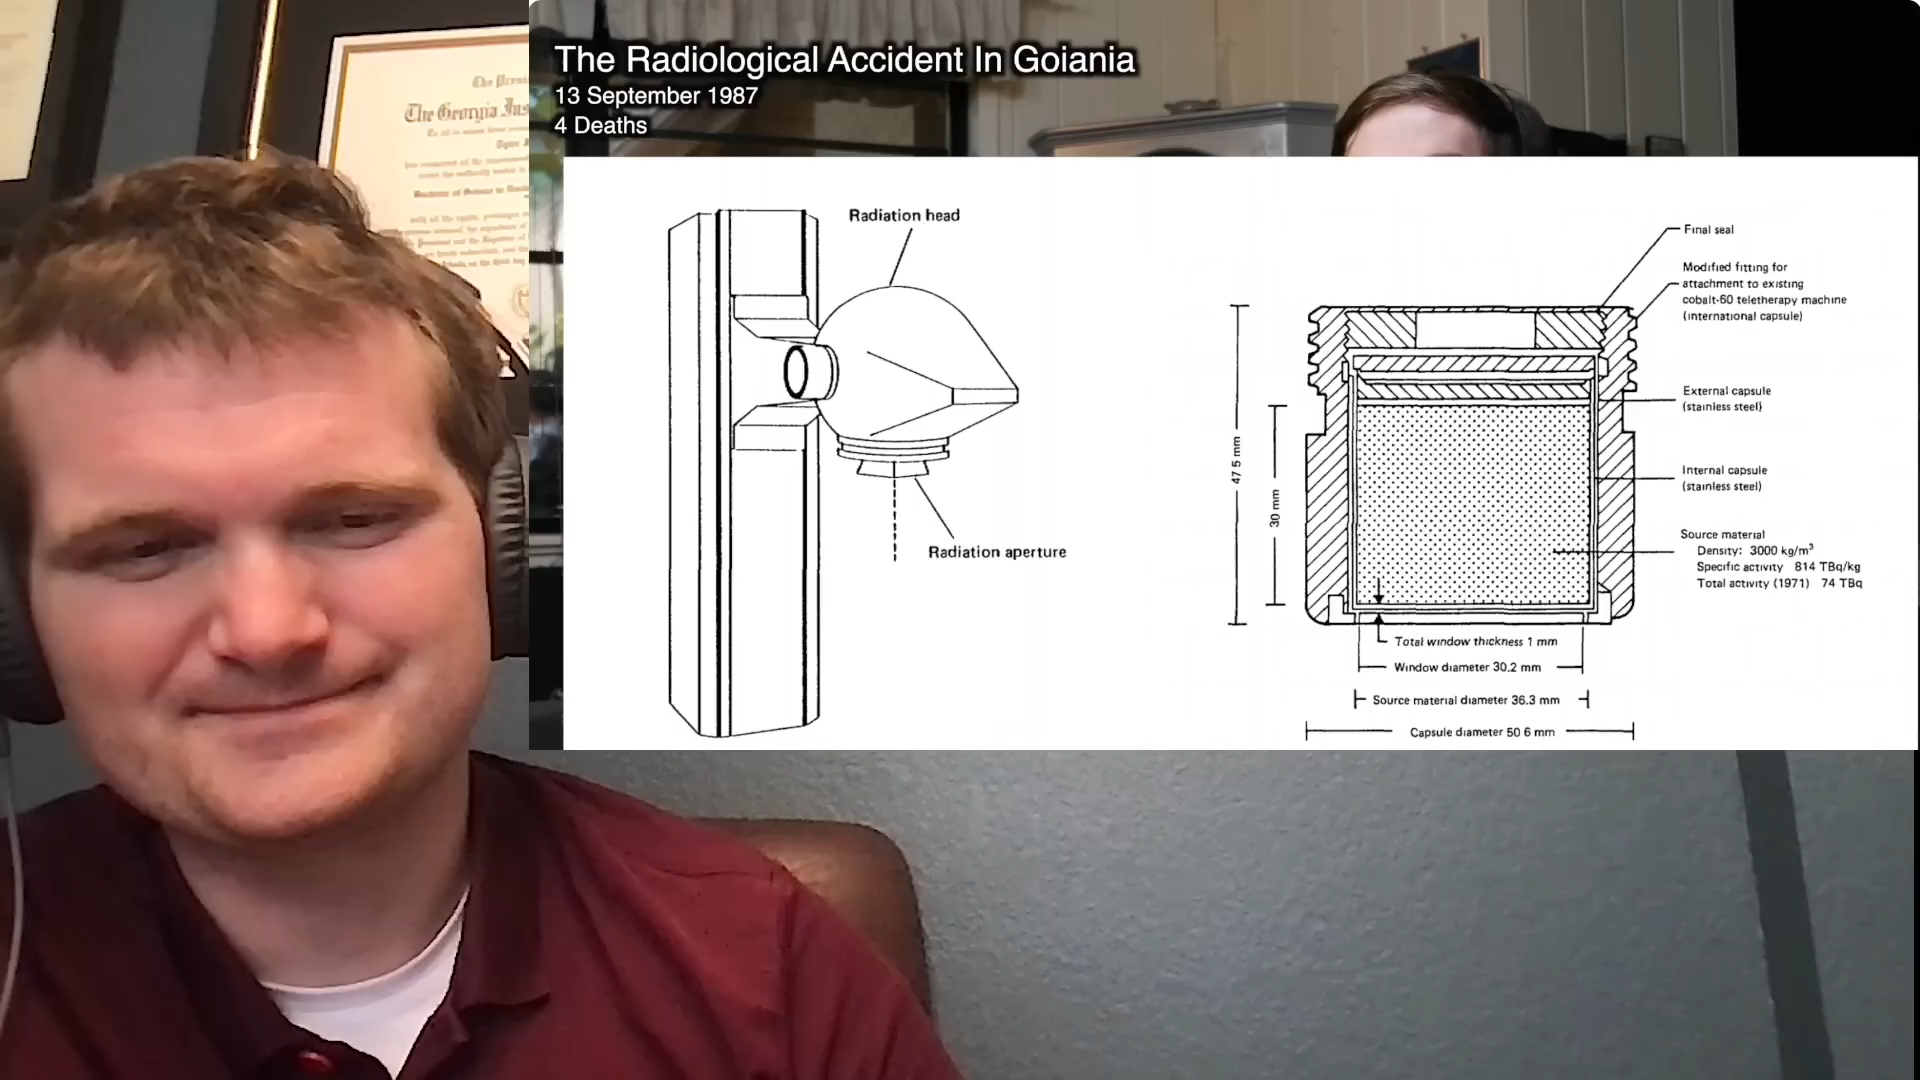 The Georgia Ins
The Radiological Accident In Goiania
13 September 1987
4 Deaths
Radiation head
Radiation aperture
Final seal
Modified fitting for
attachment to existing
cobalt-60 teletherapy machine
(international capsule)
External capsule
(stainless steel)
Internal capsule
(stainless steel)
Source material
Density: 3000 kg/m³
Specific activity 814 TBq/kg
Total activity (1971) 74 TBq
47 5 mm
30 mm
Total window thickness 1 mm
Window diameter 30.2 mm
Source material diameter 36.3 mm
Capsule diameter 50 6 mm